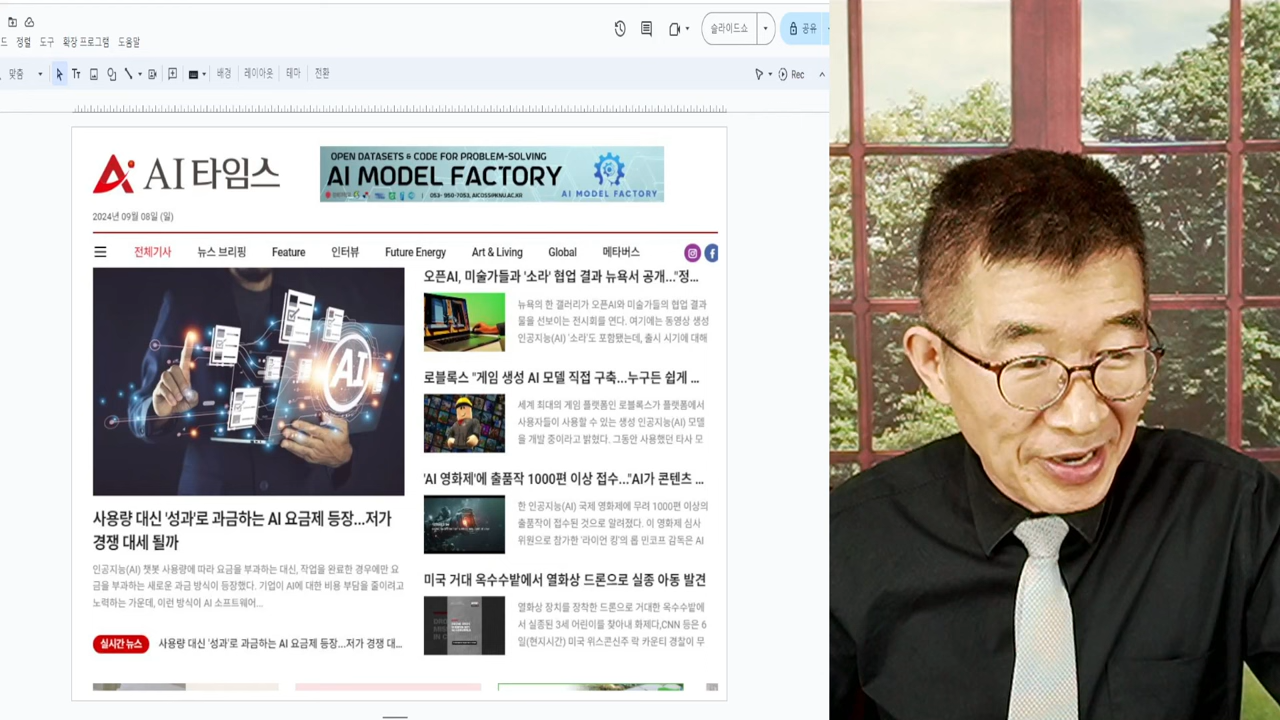 드 정렬 도구 확장 프로그램 도움말
슬라이드쇼
공유
맞춤
Tт
배경 레이아웃 테마 전환
Rec
AI타임스
OPEN DATASETS & CODE FOR PROBLEM-SOLVING
AI MODEL FACTORY
053- 950-7053, AICOSS@KNU.AC.KR
AI MODEL FACTORY
2024년 09월 08일 (일)
전체기사 뉴스 브리핑 Feature 인터뷰 Future Energy Art & Living Global 메타버스
AI
사용량 대신 '성과'로 과금하는 AI 요금제 등장...저가
경쟁 대세 될까
인공지능(AI) 챗봇 사용량에 따라 요금을 부과하는 대신, 작업을 완료한 경우에만 요
금을 부과하는 새로운 과금 방식이 등장했다. 기업이 AI에 대한 비용 부담을 줄이려고
노력하는 가운데, 이런 방식이 AI 소프트웨어...
실시간 뉴스 사용량 대신 '성과'로 과금하는 AI 요금제 등장...저가 경쟁 대...
오픈AI, 미술가들과 '소라' 협업 결과 뉴욕서 공개..."정...
뉴욕의 한 갤러리가 오픈AI와 미술가들의 협업 결과
물을 선보이는 전시회를 연다. 여기에는 동영상 생성
인공지능(AI) '소라'도 포함됐는데, 출시 시기에 대해
로블록스 "게임 생성 AI 모델 직접 구축...누구든 쉽게 ...
세계 최대의 게임 플랫폼인 로블록스가 플랫폼에서
사용자들이 사용할 수 있는 생성 인공지능(AI) 모델
을 개발 중이라고 밝혔다. 그동안 사용했던 타사 모
'AI 영화제'에 출품작 1000편 이상 접수..."AI가 콘텐츠 ...
한 인공지능(AI) 국제 영화제에 무려 1000편 이상의
출품작이 접수된 것으로 알려졌다. 이 영화제 심사
위원으로 참가한 '라이언 킹'의 롭 민코프 감독은 AI
미국 거대 옥수수밭에서 열화상 드론으로 실종 아동 발견
열화상 장치를 장착한 드론으로 거대한 옥수수밭에
서 실종된 3세 어린이를 찾아내 화제다,CNN 등은 6
일(현지시간) 미국 위스콘신주 락 카운티 경찰이 무